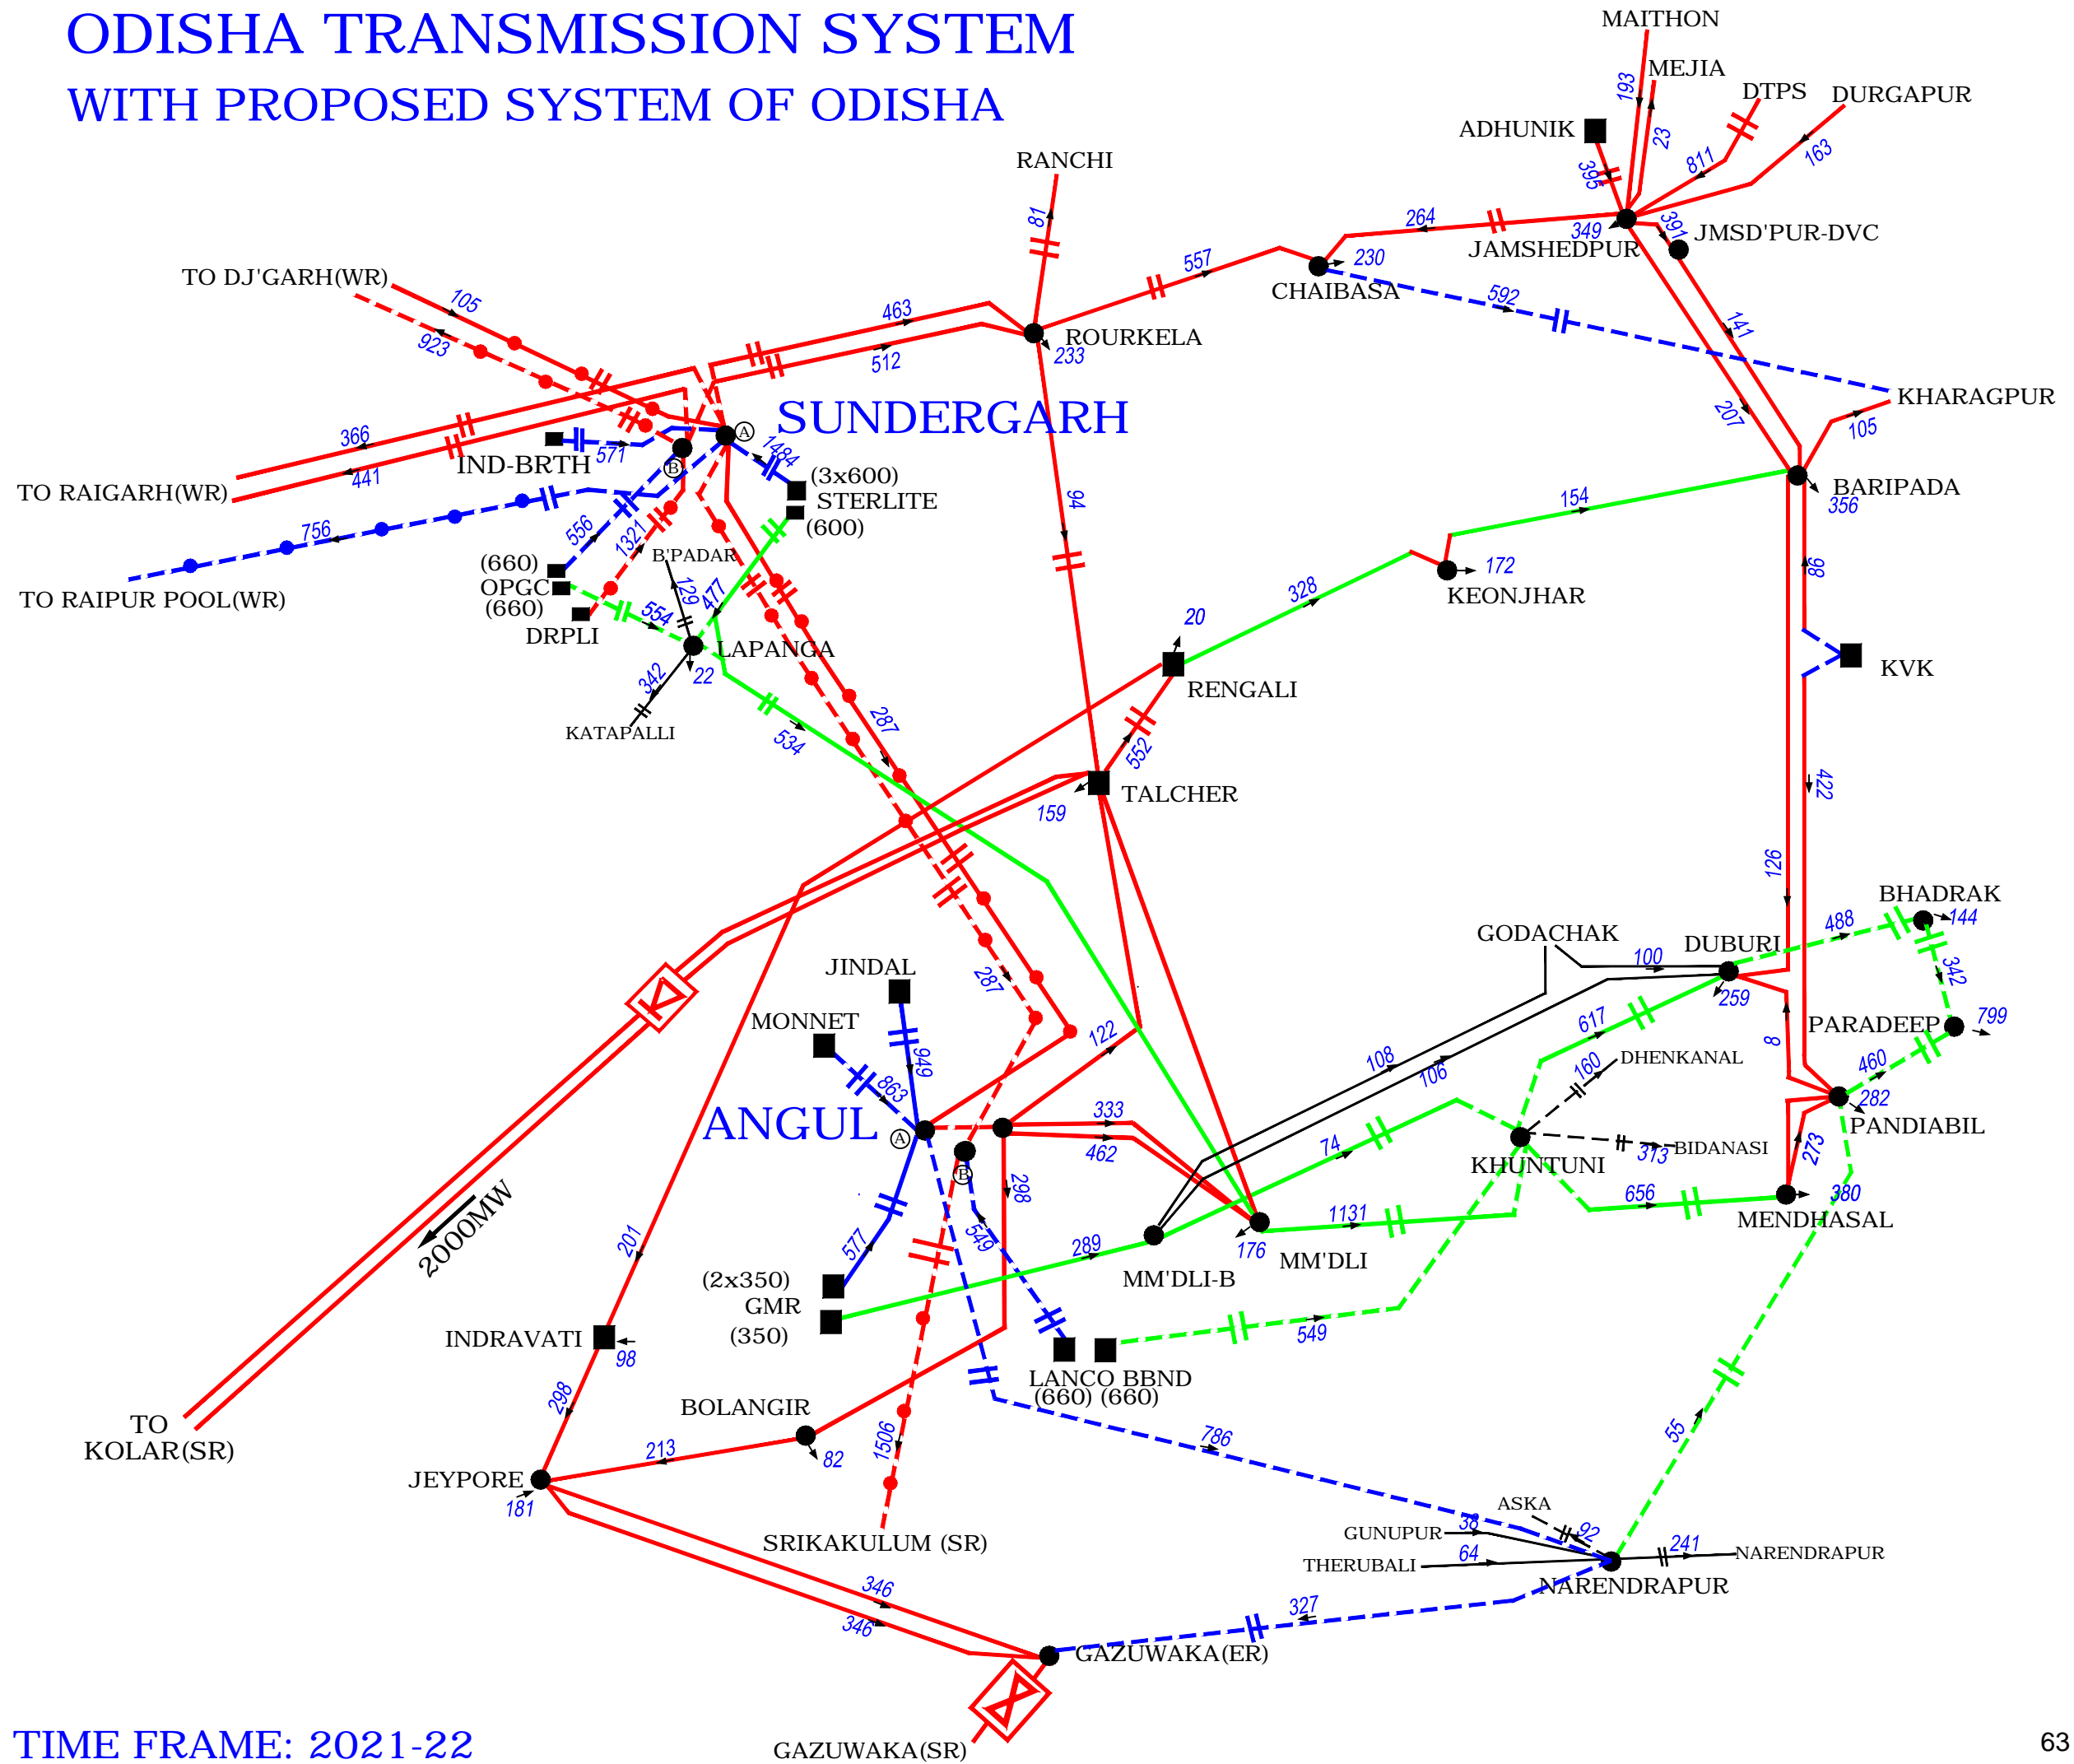 ODISHA TRANSMISSION SYSTEM
WITH PROPOSED SYSTEM OF ODISHA
MAITHON
MEJIA
DTPS
DURGAPUR
193
23
811
163
ADHUNIK
395
RANCHI
81
264
349
391
JMSD'PUR-DVC
JAMSHEDPUR
557
230
CHAIBASA
592
141
207
TO DJ'GARH(WR)
105
923
463
512
ROURKELA
233
KHARAGPUR
105
SUNDERGARH
A
B
366
441
IND-BRTH
571
1484
(3x600)
STERLITE
(600)
TO RAIGARH(WR)
BARIPADA
356
154
94
756
556
1321
TO RAIPUR POOL(WR)
(660)
OPGC
(660)
DRPLI
B'PADAR
129
477
554
LAPANGA
22
342
KATAPALLI
534
172
KEONJHAR
328
20
RENGALI
98
KVK
287
552
TALCHER
159
422
126
BHADRAK
144
488
GODACHAK
100
DUBURI
259
342
PARADEEP
799
JINDAL
287
MONNET
949
863
122
617
108
106
DHENKANAL
160
8
460
282
PANDIABIL
ANGUL
A
B
333
462
74
BIDANASI
313
KHUNTUNI
273
298
549
656
380
MENDHASAL
1131
176
MM'DLI
289
MM'DLI-B
2000MW
201
577
(2x350)
GMR
(350)
INDRAVATI
98
549
LANCO BBND
(660) (660)
298
BOLANGIR
82
213
1506
786
55
TO
KOLAR(SR)
JEYPORE
181
SRIKAKULUM (SR)
ASKA
92
GUNUPUR
38
THERUBALI
64
241
NARENDRAPUR
NARENDRAPUR
346
346
327
GAZUWAKA(ER)
GAZUWAKA(SR)
TIME FRAME: 2021-22
63